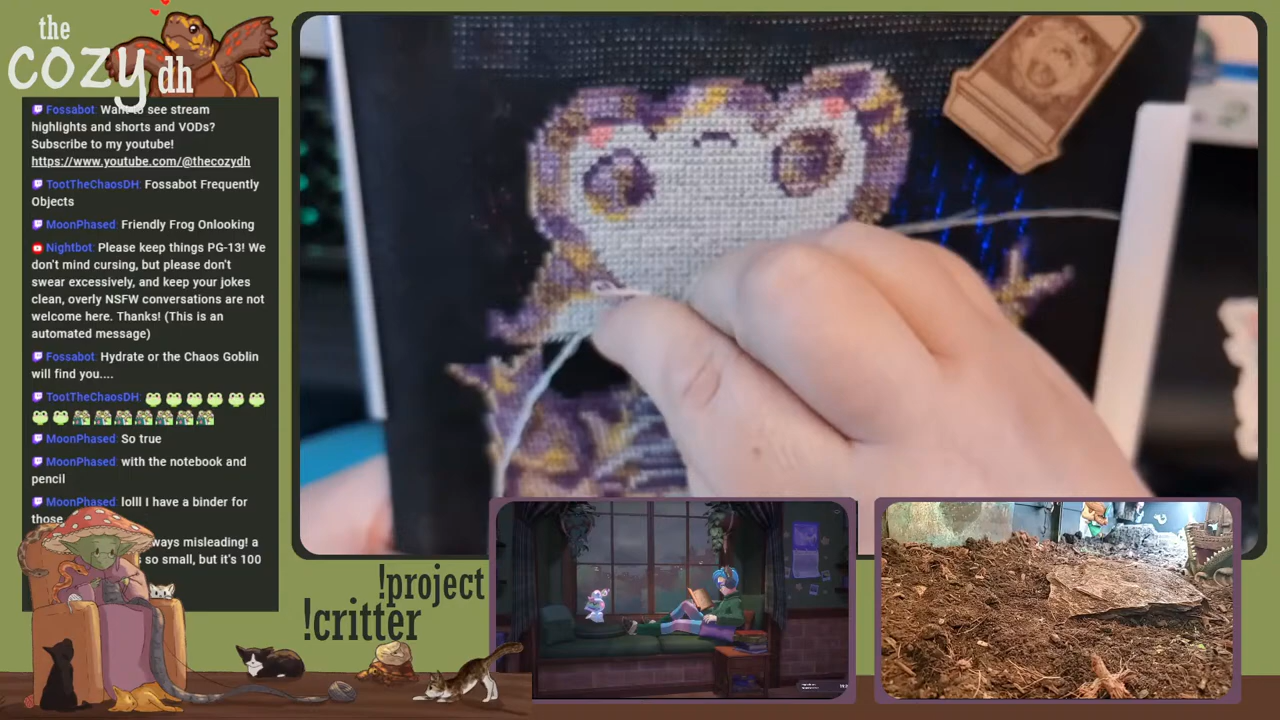 the
cozy dh
Fossabot: Want to see stream
highlights and shorts and VODs?
Subscribe to my youtube!
https://www.youtube.com/@thecozydh
TootTheChaosDH: Fossabot Frequently
Objects
MoonPhased: Friendly Frog Onlooking
Nightbot: Please keep things PG-13! We
don't mind cursing, but please don't
swear excessively, and keep your jokes
clean, overly NSFW conversations are not
welcome here. Thanks! (This is an
automated message)
Fossabot: Hydrate or the Chaos Goblin
will find you....
TootTheChaosDH:
MoonPhased: So true
MoonPhased: with the notebook and
pencil
MoonPhased: lolll I have a binder for
those
ways misleading! a
s so small, but it's 100
!project
!critter